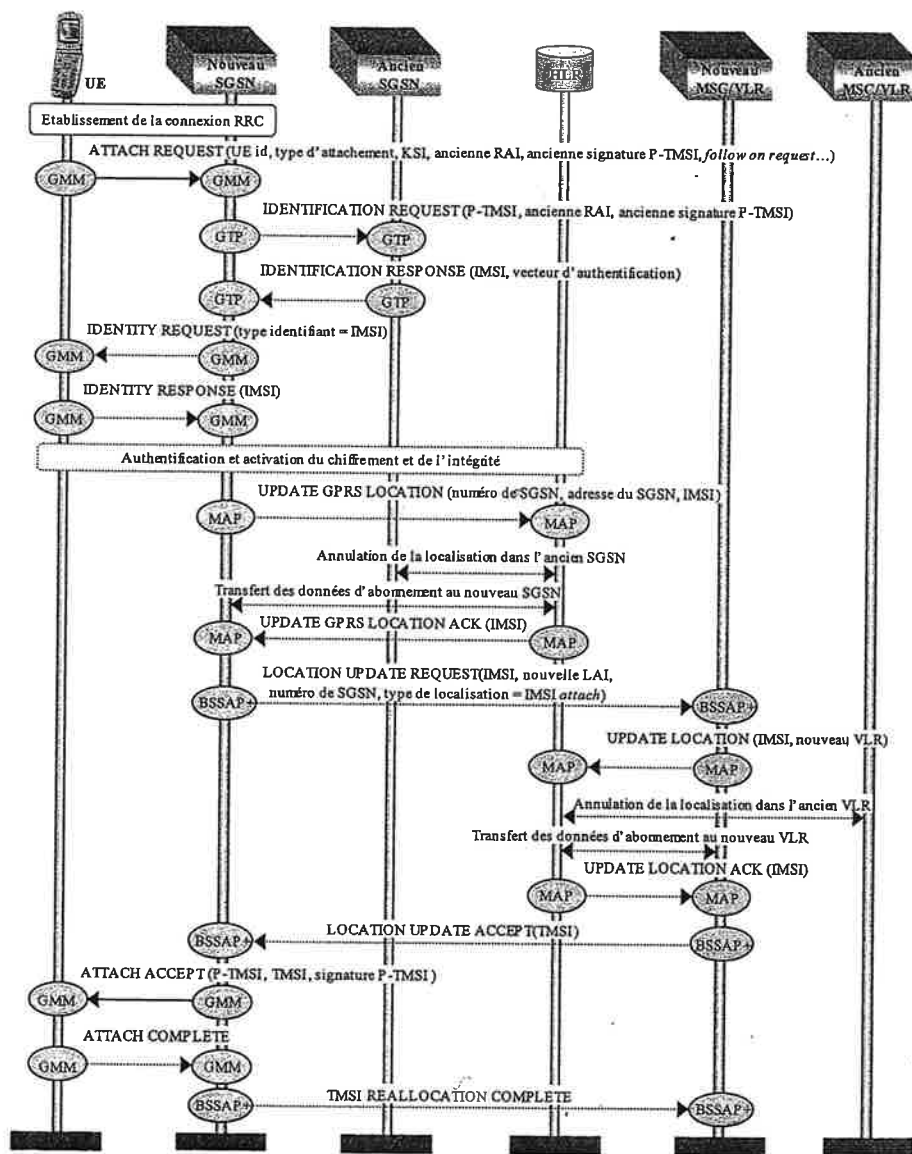 UE
Nouveau
SGSN
Ancien
SGSN
HLR
Nouveau
MSC/VLR
Ancien
MSC/VLR
Etablissement de la connexion RRC
ATTACH REQUEST (UE id, type d'attachement, KSI, ancienne RAI, ancienne signature P-TMSI, follow on request...)
GMM
GMM
IDENTIFICATION REQUEST (P-TMSI, ancienne RAI, ancienne signature P-TMSI)
GTP
GTP
IDENTIFICATION RESPONSE (IMSI, vecteur d'authentification)
GTP
GTP
IDENTITY REQUEST (type identifiant = IMSI)
GMM
GMM
IDENTITY RESPONSE (IMSI)
GMM
GMM
Authentification et activation du chiffrement et de l'intégrité
UPDATE GPRS LOCATION (numéro de SGSN, adresse du SGSN, IMSI)
MAP
MAP
Annulation de la localisation dans l'ancien SGSN
Transfert des données d'abonnement au nouveau SGSN
UPDATE GPRS LOCATION ACK (IMSI)
MAP
MAP
LOCATION UPDATE REQUEST(IMSI, nouvelle LAI,
numéro de SGSN, type de localisation = IMSI attach)
BSSAP+
BSSAP+
UPDATE LOCATION (IMSI, nouveau VLR)
MAP
MAP
Annulation de la localisation dans l'ancien VLR
Transfert des données d'abonnement au nouveau VLR
UPDATE LOCATION ACK (IMSI)
MAP
MAP
LOCATION UPDATE ACCEPT(TMSI)
BSSAP+
BSSAP+
ATTACH ACCEPT (P-TMSI, TMSI, signature P-TMSI )
GMM
GMM
ATTACH COMPLETE
GMM
GMM
TMSI REALLOCATION COMPLETE
BSSAP+
BSSAP+